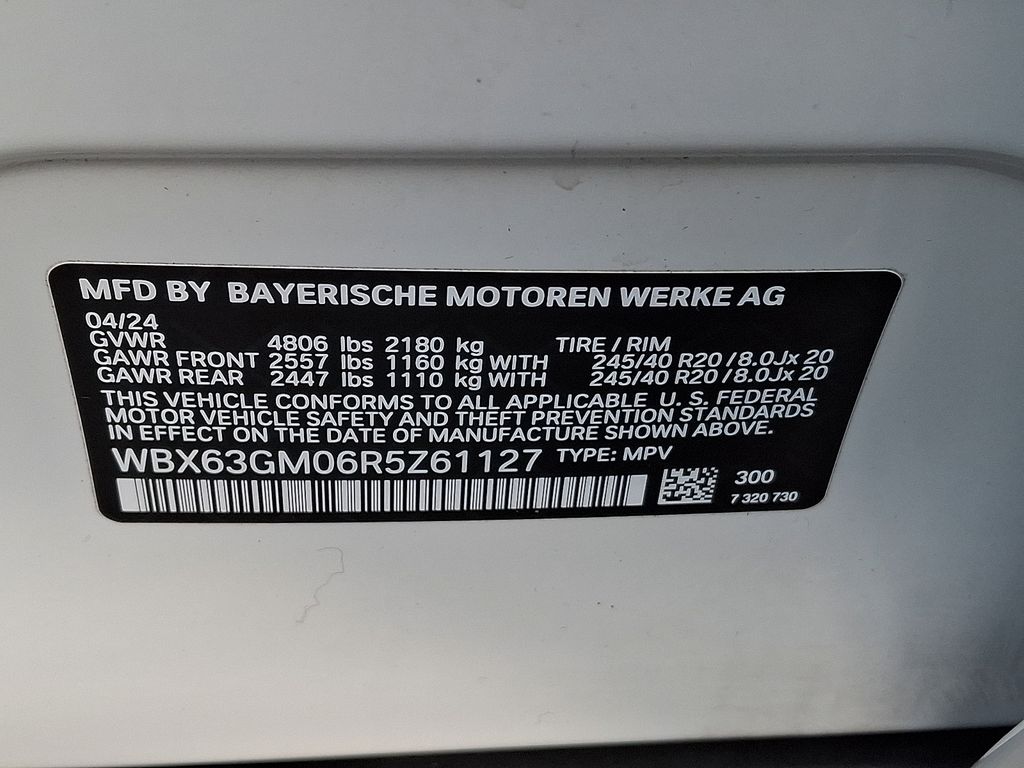 MFD BY BAYERISCHE MOTOREN WERKE AG
04/24
GVWR 4806 lbs 2180 kg TIRE / RIM
GAWR FRONT 2557 lbs 1160 kg WITH 245/40 R20 /8.0Jx 20
GAWR REAR 2447 lbs 1110 kg WITH 245/40 R20 /8.0Jx 20
THIS VEHICLE CONFORMS TO ALL APPLICABLE U. S. FEDERAL
MOTOR VEHICLE SAFETY AND THEFT PREVENTION STANDARDS
IN EFFECT ON THE DATE OF MANUFACTURE SHOWN ABOVE.
WBX63GM06R5Z61127 TYPE: MPV
300
7 320 730